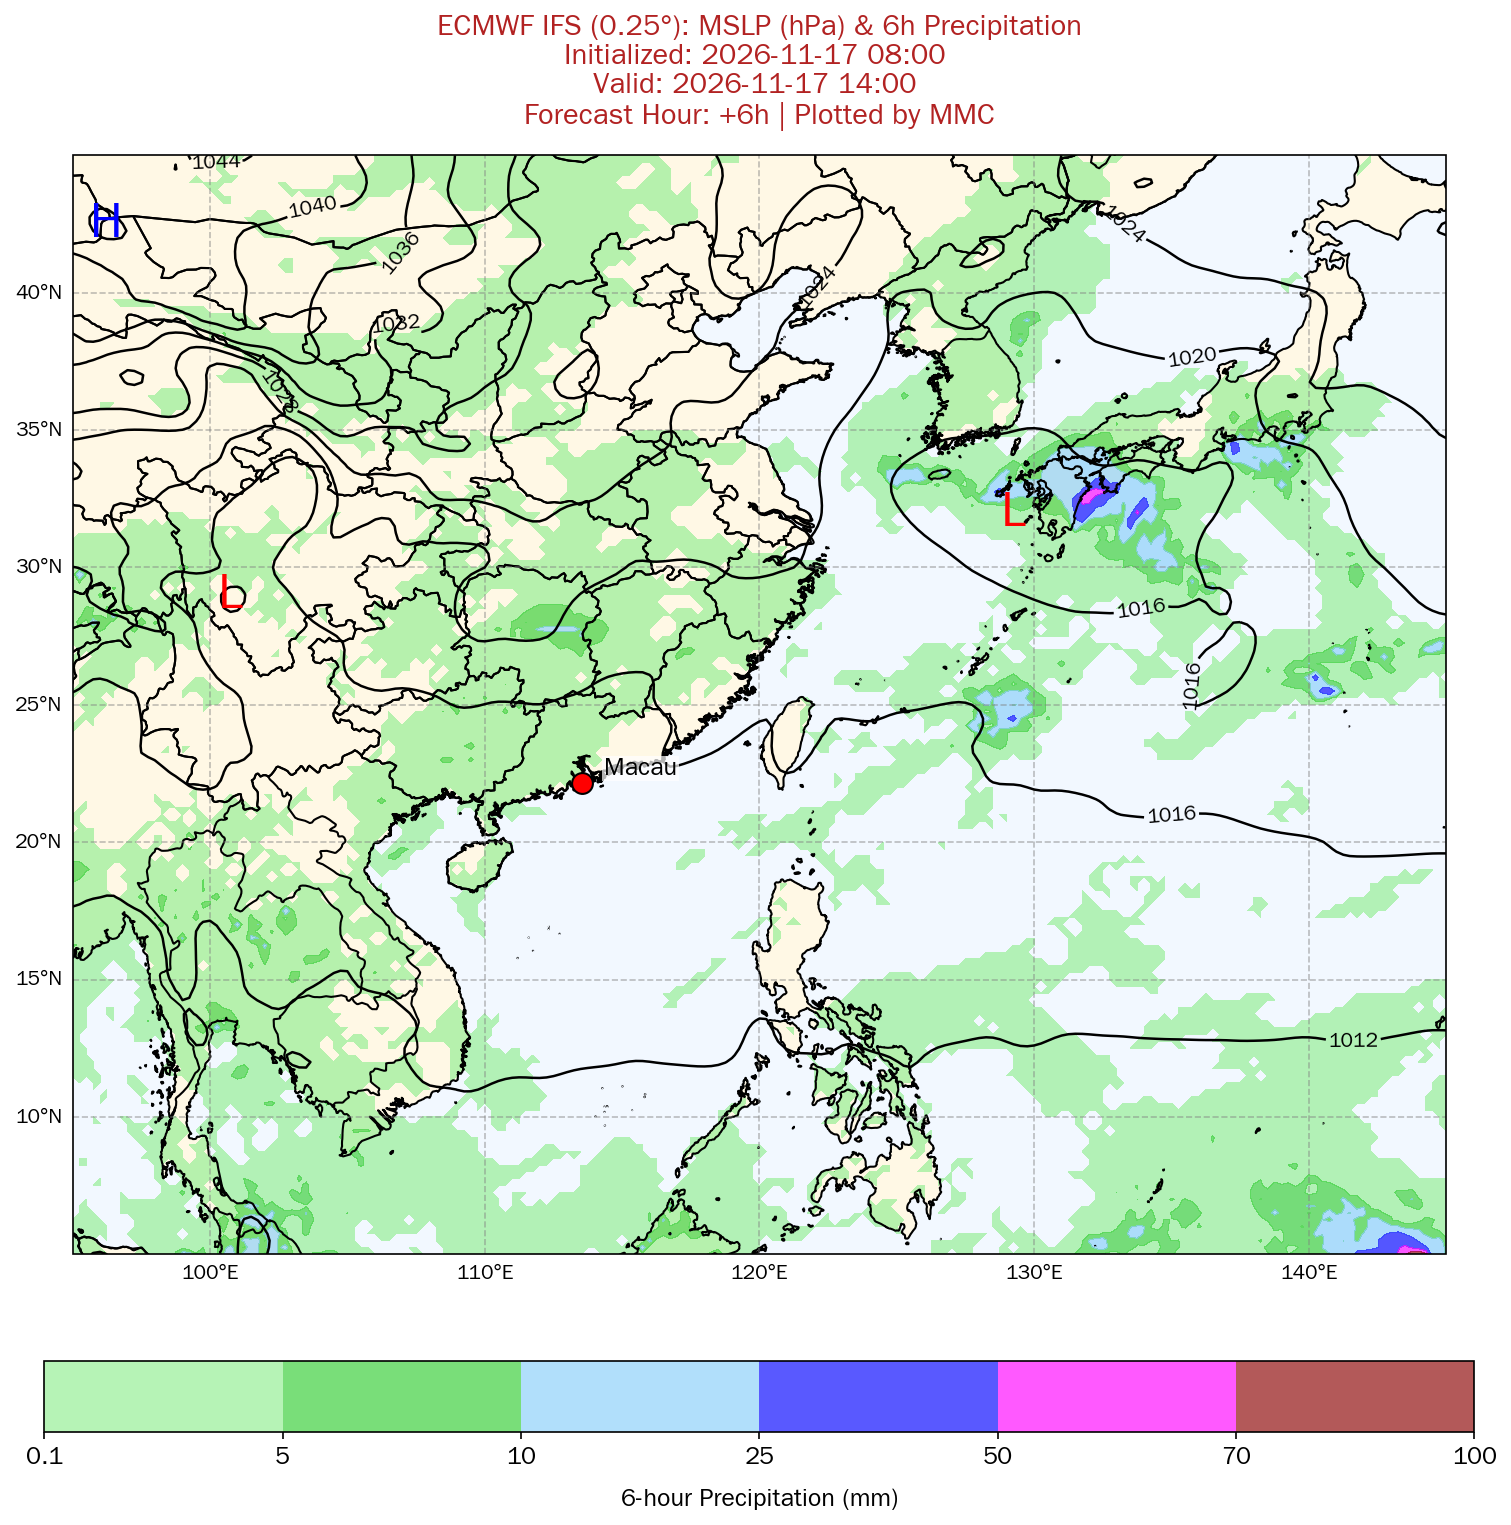 ECMWF IFS (0.25°): MSLP (hPa) & 6h Precipitation
Initialized: 2026-11-17 08:00
Valid: 2026-11-17 14:00
Forecast Hour: +6h | Plotted by MMC
1044
H
1040
1036
1024
1024
40°N
1032
1020
1028
35°N
L
30°N
L
1016
1016
25°N
Macau
1016
20°N
15°N
1012
10°N
100°E 110°E 120°E 130°E 140°E
0.1 5 10 25 50 70 100
6-hour Precipitation (mm)